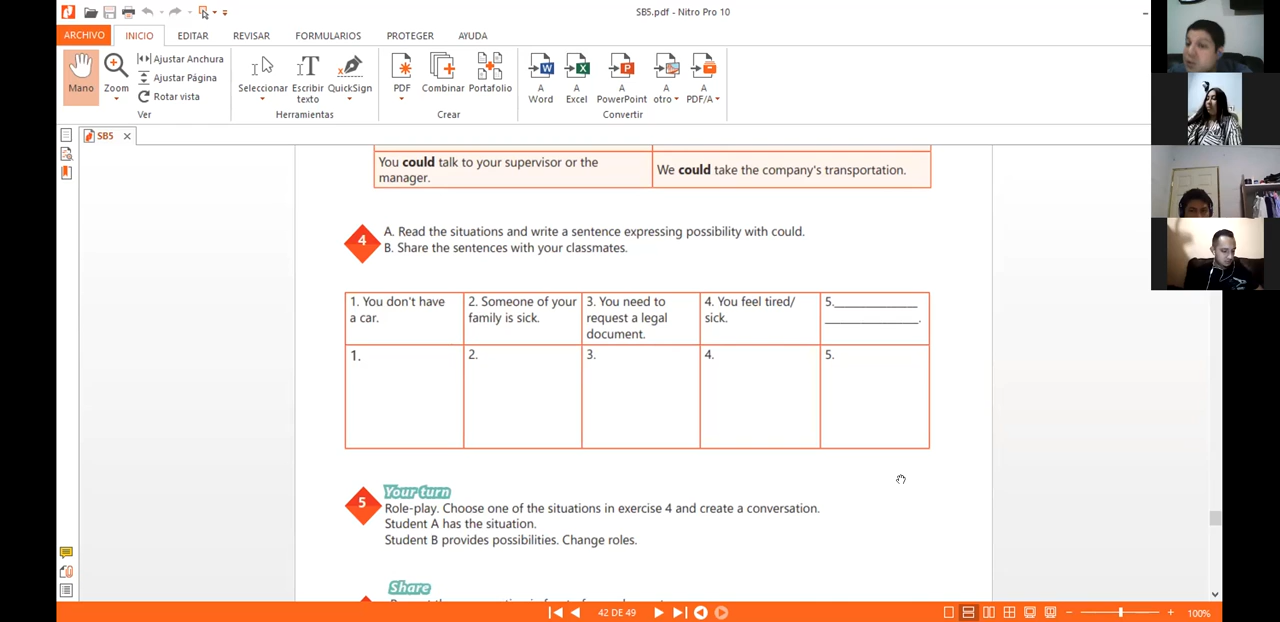 SB5.pdf - Nitro Pro 10
ARCHIVO INICIO EDITAR REVISAR FORMULARIOS PROTEGER AYUDA
Mano
Zoom
Ajustar Anchura
Ajustar Página
Rotar vista
Ver
Seleccionar
Escribir texto
QuickSign
Herramientas
PDF
Combinar
Portafolio
Crear
A Word
A Excel
A PowerPoint
A otro
A PDF/A
Convertir
SB5
You could talk to your supervisor or the
manager.
We could take the company's transportation.
4
A. Read the situations and write a sentence expressing possibility with could.
B. Share the sentences with your classmates.
1. You don't have
a car.
2. Someone of your
family is sick.
3. You need to
request a legal
document.
4. You feel tired/
sick.
5.______________
________________.
1.
2.
3.
4.
5.
5
Your turn
Role-play. Choose one of the situations in exercise 4 and create a conversation.
Student A has the situation.
Student B provides possibilities. Change roles.
Share
42 DE 49
100%